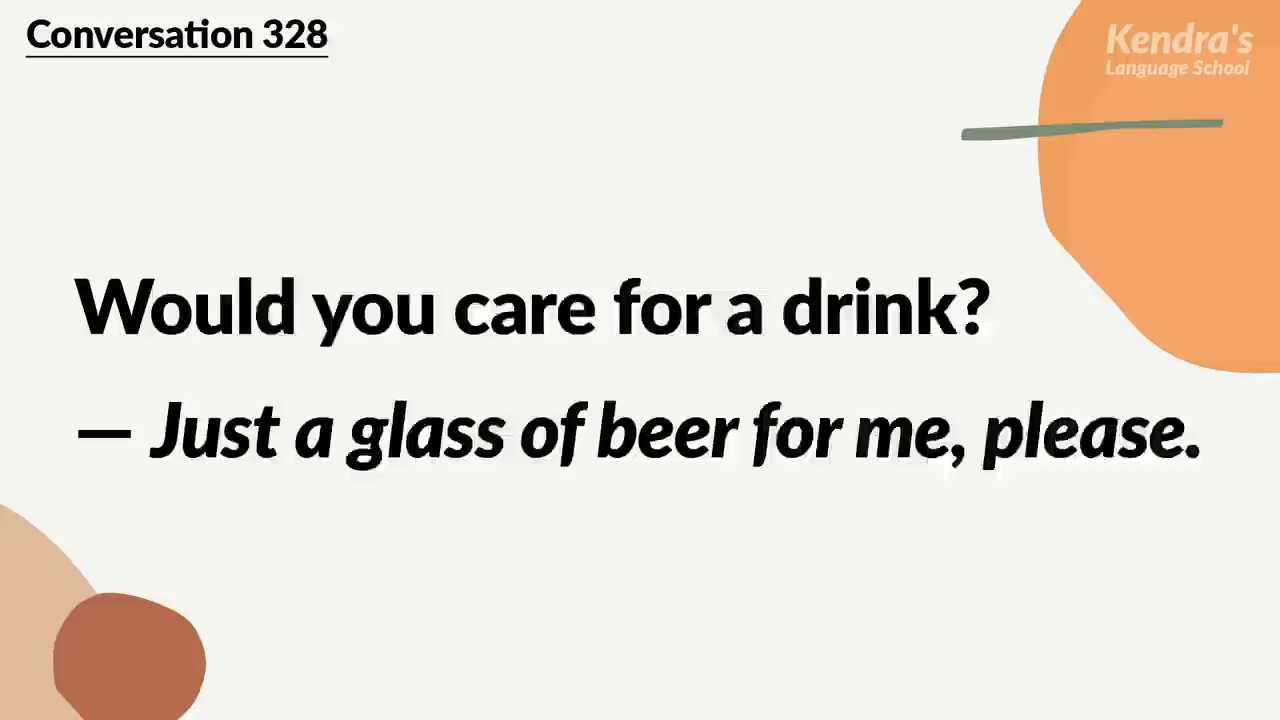 Conversation 328
Kendra's
Language School
Would you care for a drink?
— Just a glass of beer for me, please.